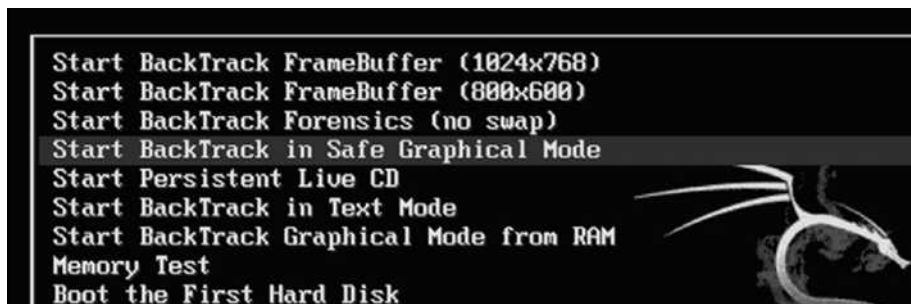 Start BackTrack FrameBuffer (1024x768)
Start BackTrack FrameBuffer (800x600)
Start BackTrack Forensics (no swap)
Start BackTrack in Safe Graphical Mode
Start Persistent Live CD
Start BackTrack in Text Mode
Start BackTrack Graphical Mode from RAM
Memory Test
Boot the First Hard Disk